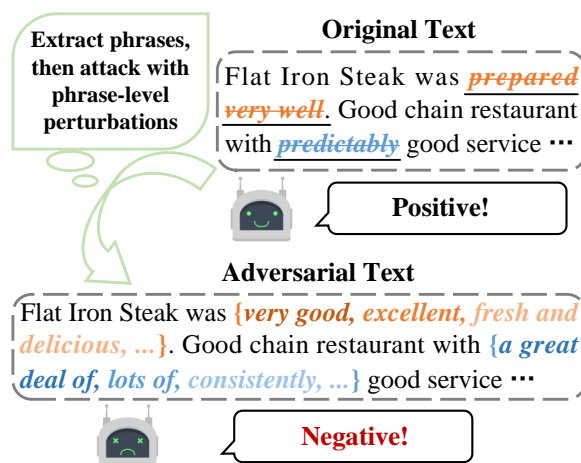 Extract phrases,
then attack with
phrase-level
perturbations
Original Text
Flat Iron Steak was prepared
very well. Good chain restaurant
with predictably good service ···
Positive!
Adversarial Text
Flat Iron Steak was {very good, excellent, fresh and
delicious, ...}. Good chain restaurant with {a great
deal of, lots of, consistently, ...} good service ···
Negative!